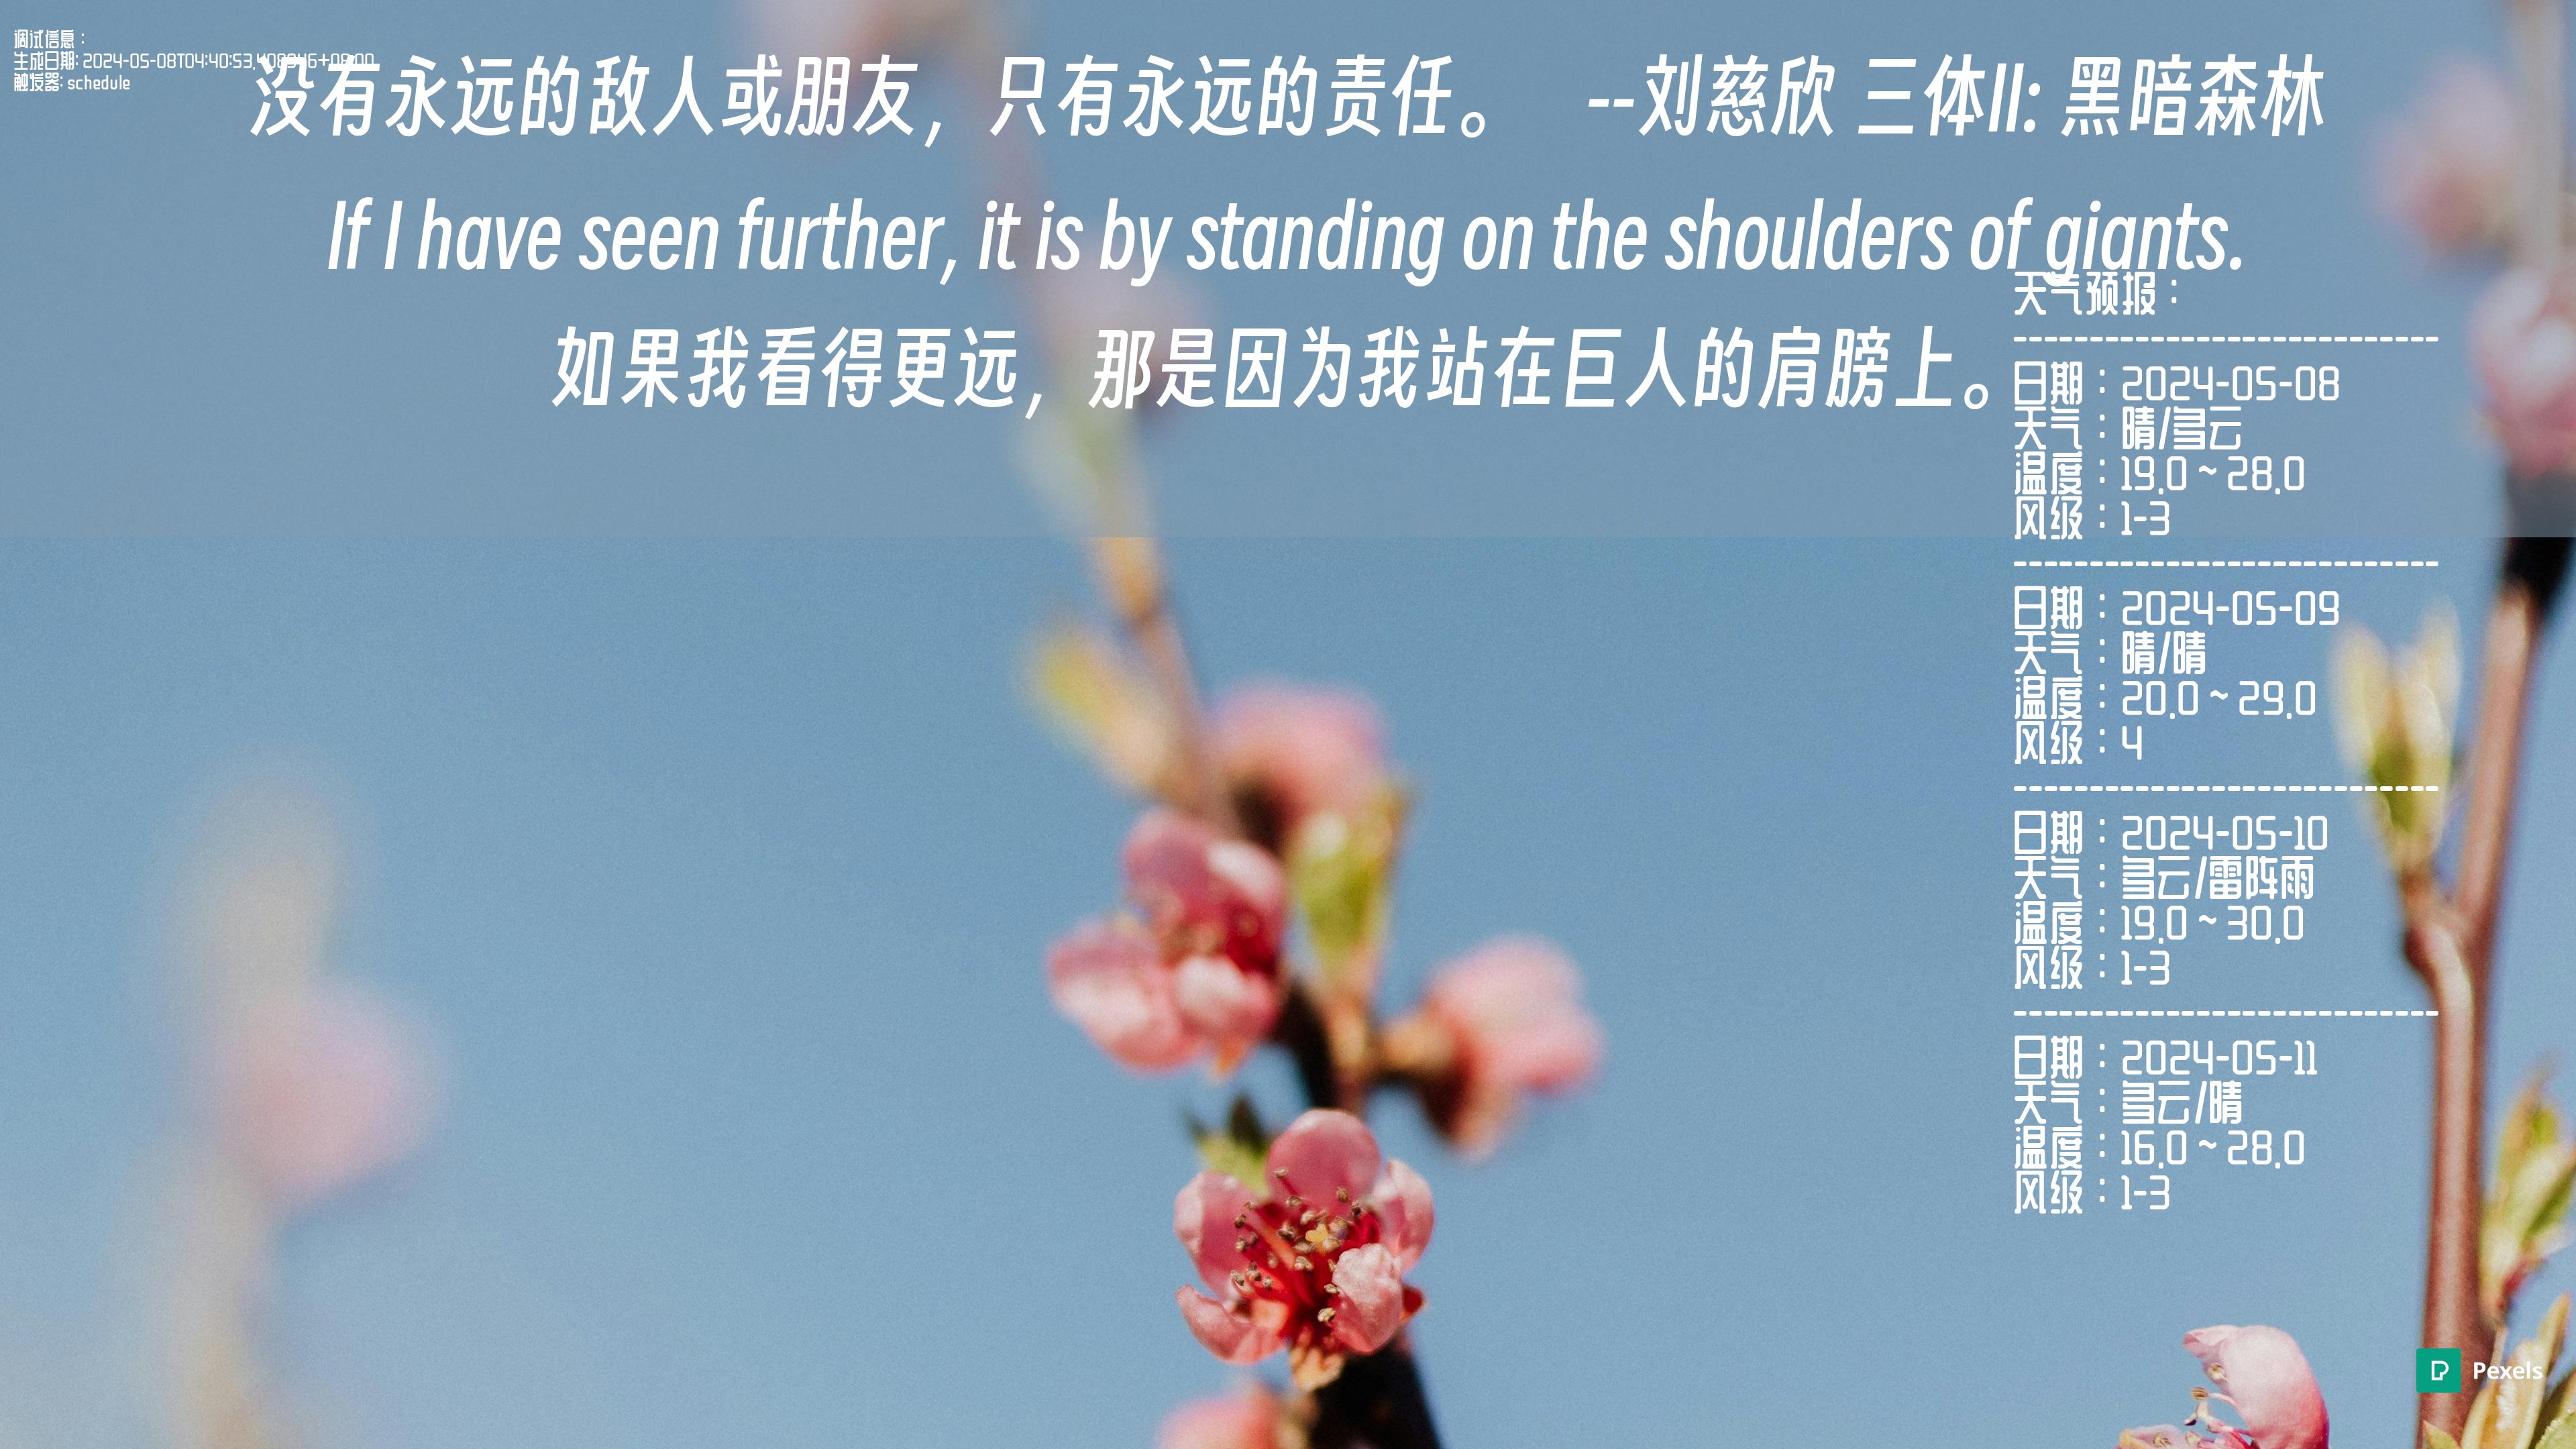 调试信息：
生成日期: 2024-05-08T04:40:53.408946+08:00
触发器: schedule
没有永远的敌人或朋友，只有永远的责任。 --刘慈欣 三体II: 黑暗森林
If I have seen further, it is by standing on the shoulders of giants.
如果我看得更远，那是因为我站在巨人的肩膀上。
天气预报：
----------------------------
日期：2024-05-08
天气：晴/多云
温度：19.0 ~ 28.0
风级：1-3
----------------------------
日期：2024-05-09
天气：晴/晴
温度：20.0 ~ 29.0
风级：4
----------------------------
日期：2024-05-10
天气：多云/雷阵雨
温度：19.0 ~ 30.0
风级：1-3
----------------------------
日期：2024-05-11
天气：多云/晴
温度：16.0 ~ 28.0
风级：1-3
Pexels